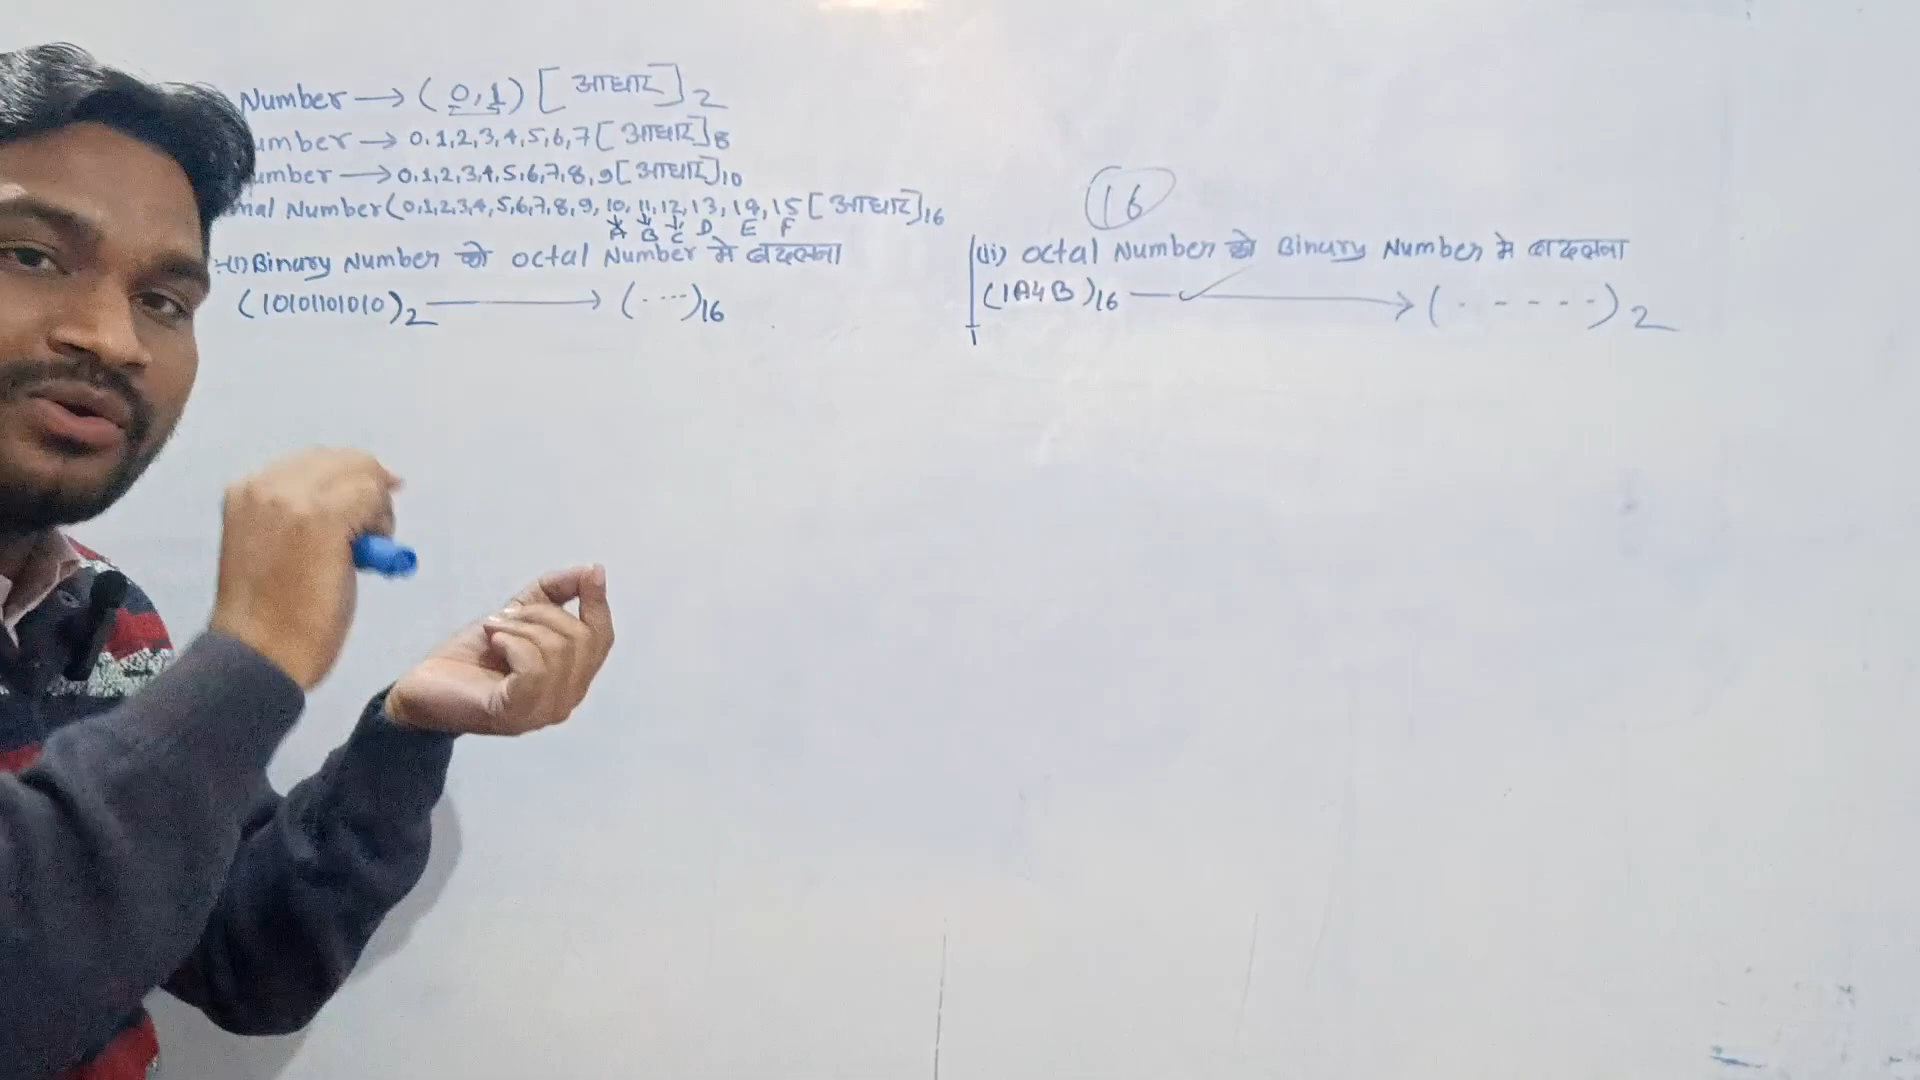 Number → (0,1) [आधार]2
umber → 0,1,2,3,4,5,6,7 [आधार]8
umber → 0,1,2,3,4,5,6,7,8,9 [आधार]10
mal Number (0,1,2,3,4,5,6,7,8,9, 10, 11, 12, 13, 14, 15 [आधार]16
A B C D E F
16
:-(i) Binary Number को octal Number मे बदलना
(10101101010)2 → (....)16
(ii) octal Number को Binary Number मे बदलना
(1A4B)16 → (. - - - -)2